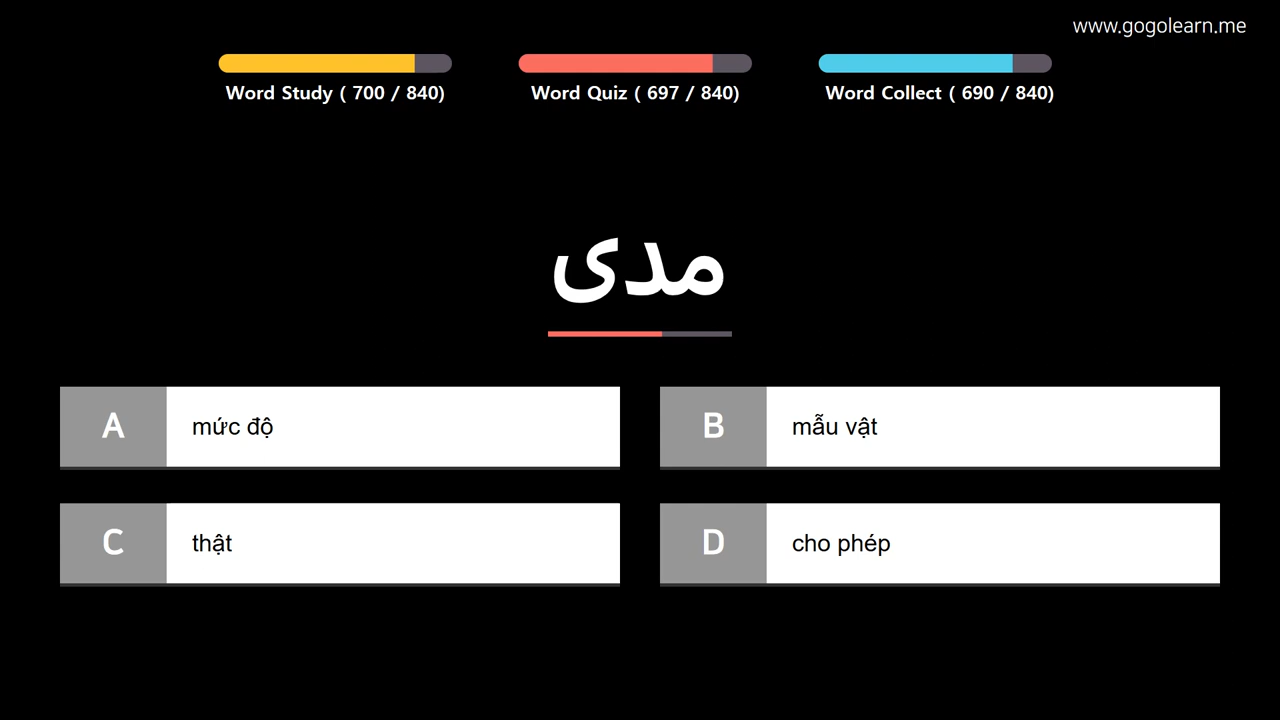 www.gogolearn.me
Word Study ( 700 / 840)
Word Quiz ( 697 / 840)
Word Collect ( 690 / 840)
مدى
A
mức độ
B
mẫu vật
C
thật
D
cho phép